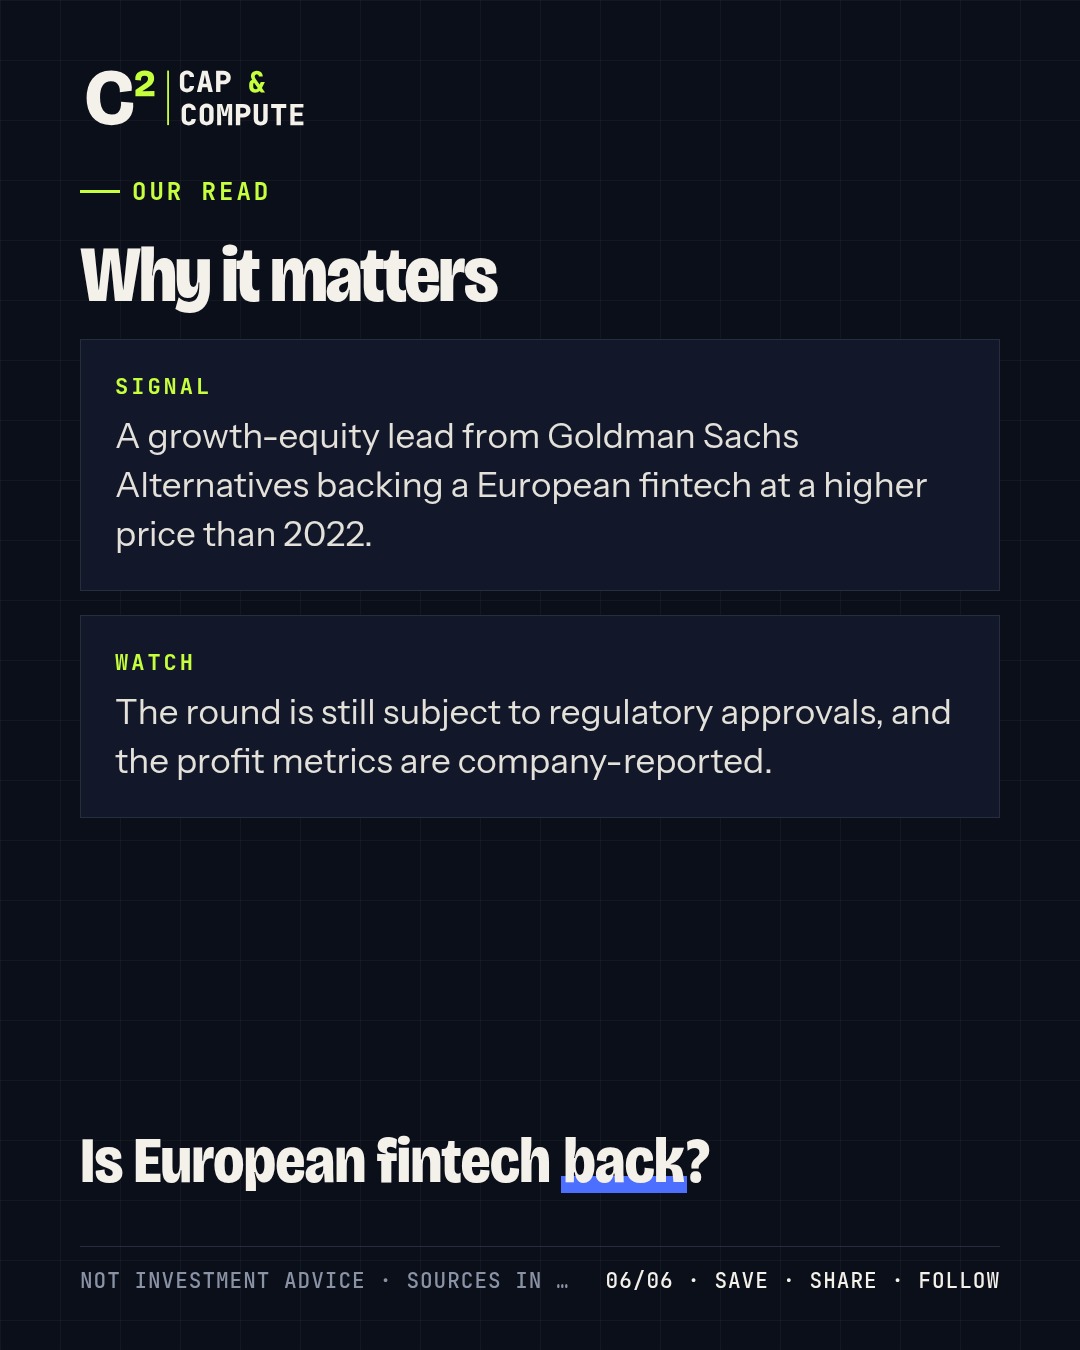 C² CAP &
COMPUTE
OUR READ
Why it matters
SIGNAL
A growth-equity lead from Goldman Sachs
Alternatives backing a European fintech at a higher
price than 2022.
WATCH
The round is still subject to regulatory approvals, and
the profit metrics are company-reported.
Is European fintech back?
NOT INVESTMENT ADVICE · SOURCES IN … 06/06 · SAVE · SHARE · FOLLOW